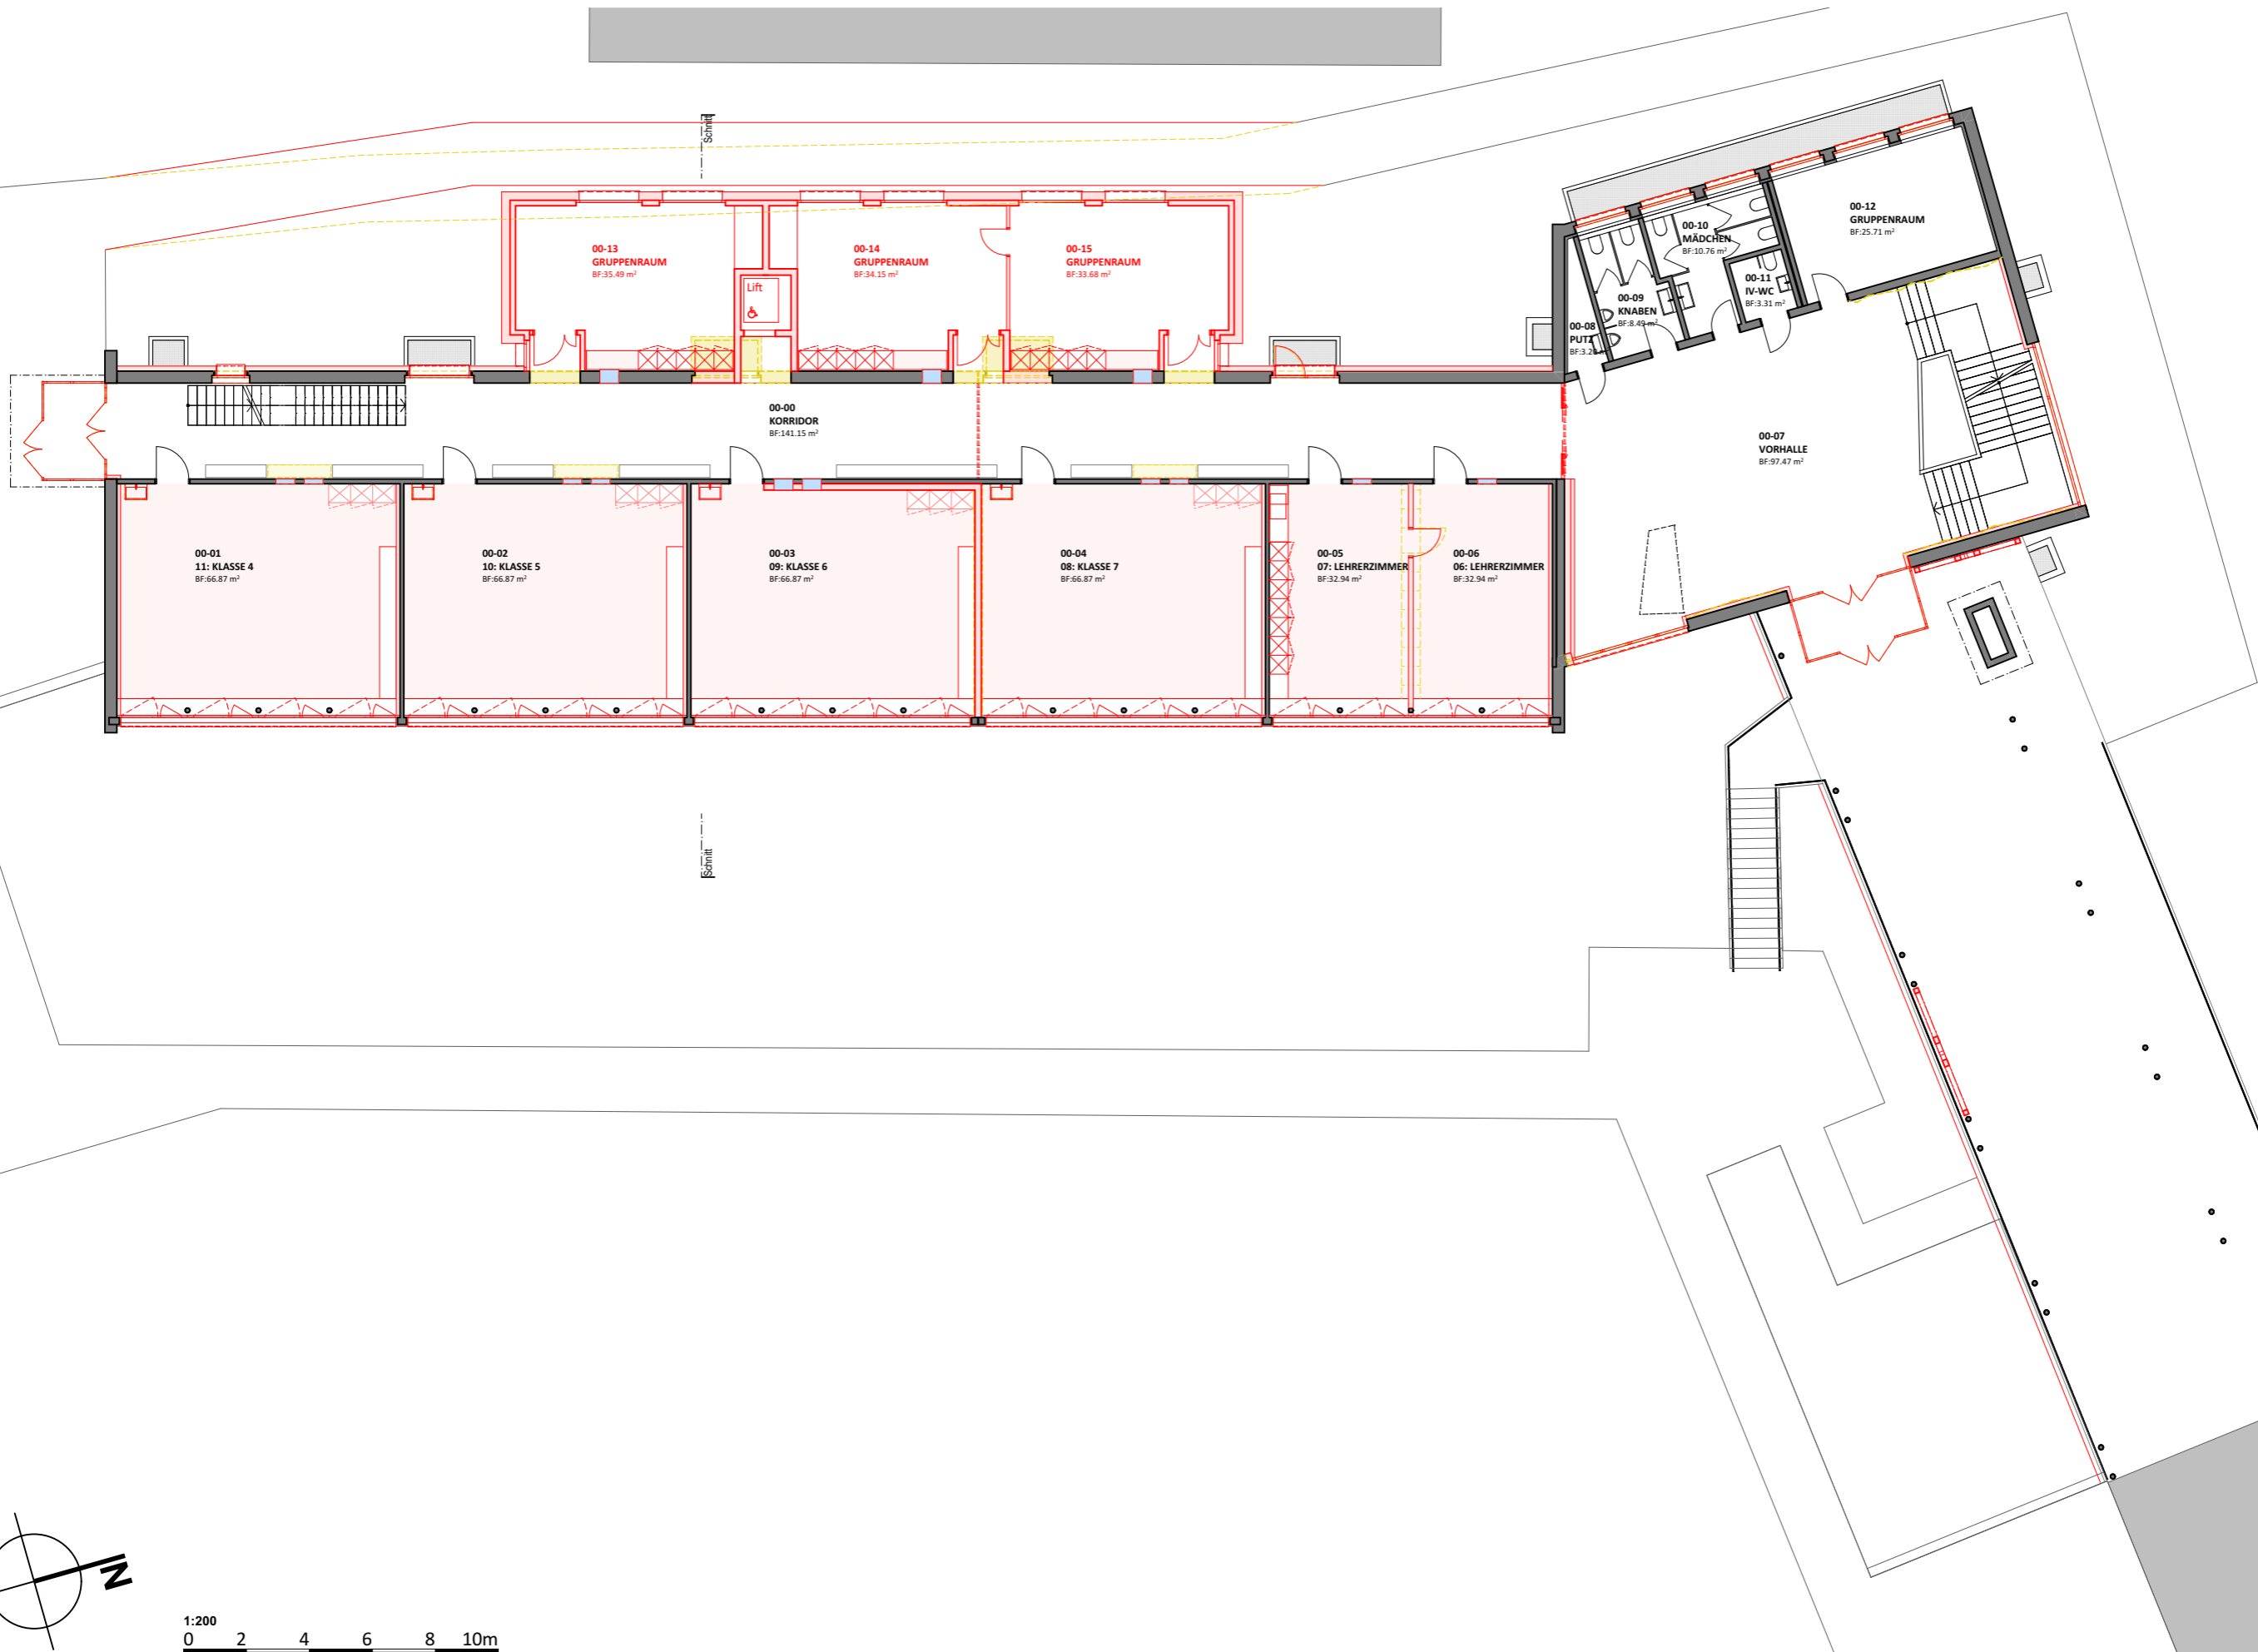 Schnitt
00-12
GRUPPENRAUM
BF:25.71 m²
00-10
MÄDCHEN
BF:10.76 m²
00-13
GRUPPENRAUM
BF:35.49 m²
00-14
GRUPPENRAUM
BF:34.15 m²
00-15
GRUPPENRAUM
BF:33.68 m²
Lift
00-11
IV-WC
BF:3.31 m²
00-09
KNABEN
BF:8.49 m²
00-08
PUTZ
00-00
KORRIDOR
BF:141.15 m²
00-07
VORHALLE
BF:97.47 m²
00-01
11: KLASSE 4
BF:66.87 m²
00-02
10: KLASSE 5
BF:66.87 m²
00-03
09: KLASSE 6
BF:66.87 m²
00-04
08: KLASSE 7
BF:66.87 m²
00-05
07: LEHRERZIMMER
BF:32.94 m²
00-06
06: LEHRERZIMMER
BF:32.94 m²
Schnitt
N
1:200
0 2 4 6 8 10m